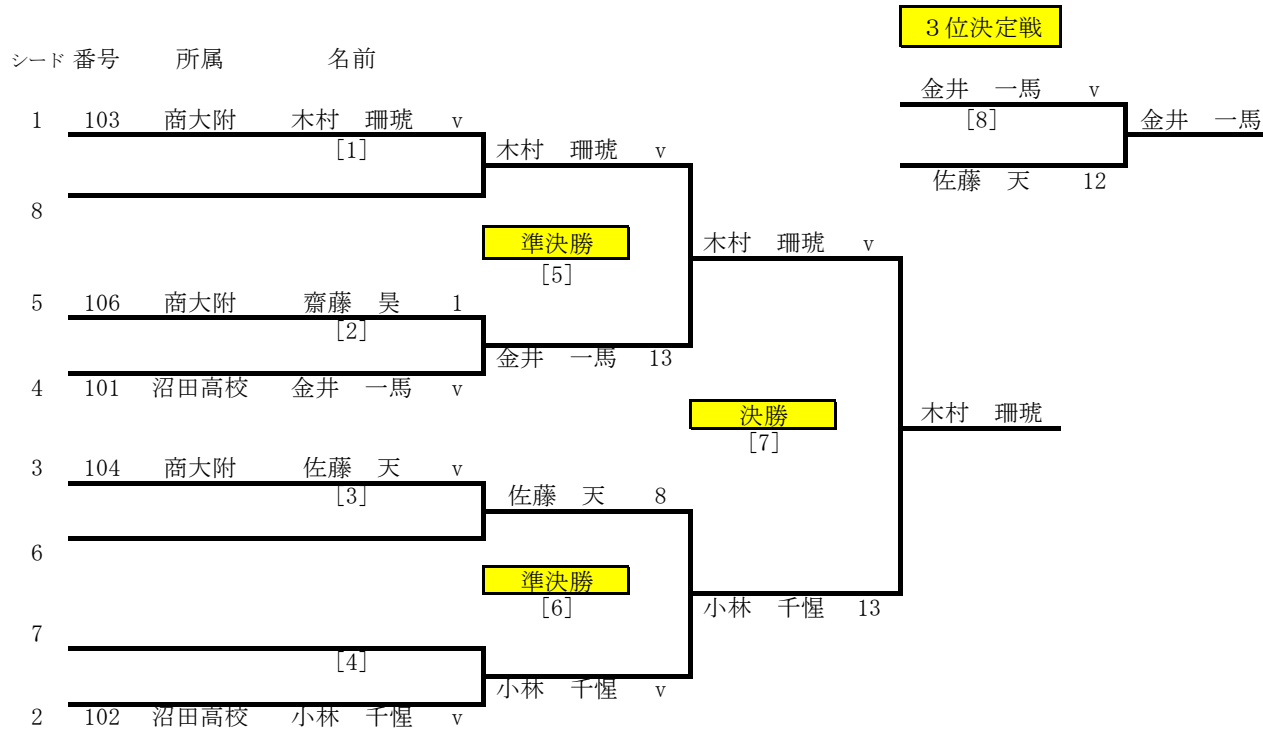 ３位決定戦
シード 番号 所属 名前
金井 一馬 v
1 103 商大附 木村 珊琥 v
[8]
金井 一馬
[1]
木村 珊琥 v
佐藤 天 12
8
準決勝
木村 珊琥 v
[5]
5 106 商大附 齋藤 昊 1
[2]
金井 一馬 13
4 101 沼田高校 金井 一馬 v
決勝
木村 珊琥
[7]
3 104 商大附 佐藤 天 v
[3]
佐藤 天 8
6
準決勝
[6]
小林 千惺 13
7
[4]
小林 千惺 v
2 102 沼田高校 小林 千惺 v